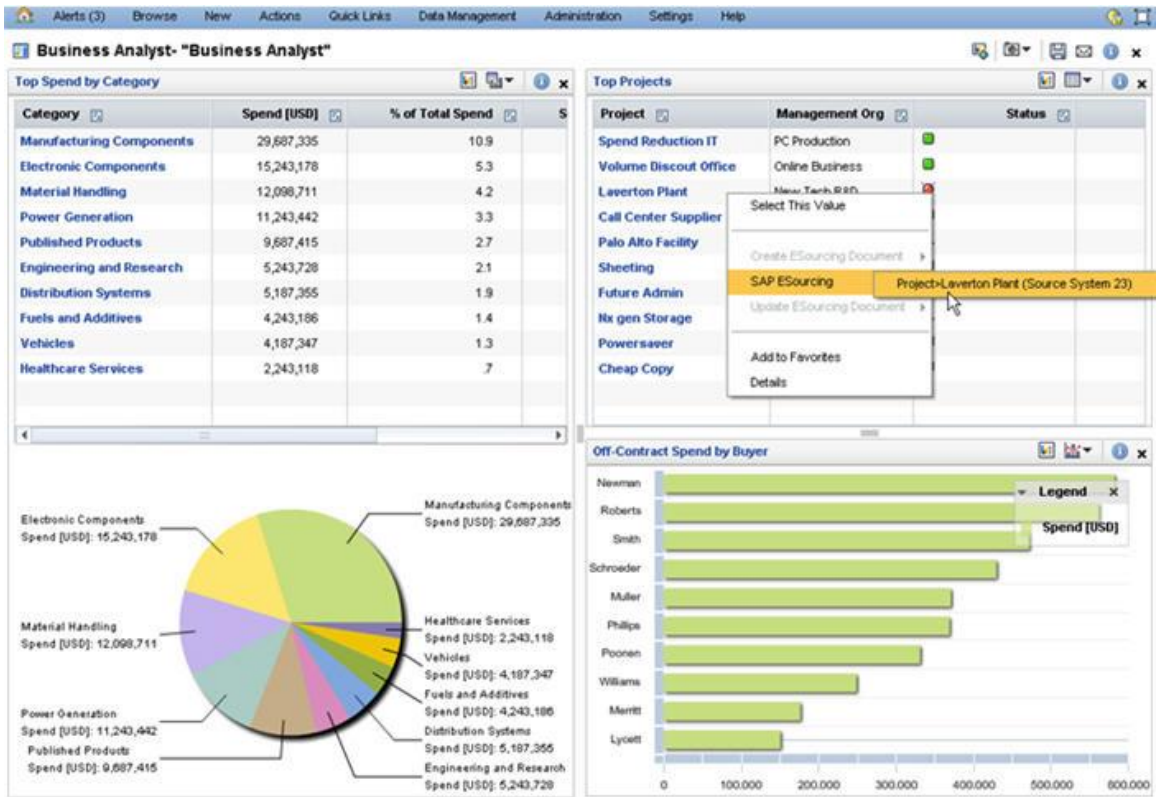 Alerts (3) Browse New Actions Quick Links Data Management Administration Settings Help
Business Analyst- "Business Analyst"
Top Spend by Category
Category Spend [USD] % of Total Spend S
Manufacturing Components 29,687,335 10.9
Electronic Components 15,243,178 5.3
Material Handling 12,098,711 4.2
Power Generation 11,243,442 3.3
Published Products 9,687,415 2.7
Engineering and Research 5,243,728 2.1
Distribution Systems 5,187,355 1.9
Fuels and Additives 4,243,186 1.4
Vehicles 4,187,347 1.3
Healthcare Services 2,243,118 .7
Top Projects
Project Management Org Status
Spend Reduction IT PC Production
Volume Discout Office Online Business
Laverton Plant New Tech R&D
Call Center Supplier
Palo Alto Facility
Sheeting
Future Admin
Nx gen Storage
Powersaver
Cheap Copy
Select This Value
Create ESourcing Document
SAP ESourcing
Project>Laverton Plant (Source System 23)
Update ESourcing Document
Add to Favorites
Details
Electronic Components
Spend [USD]: 15,243,178
Manufacturing Components
Spend [USD]: 29,687,335
Material Handling
Spend [USD]: 12,098,711
Healthcare Services
Spend [USD]: 2,243,118
Vehicles
Spend [USD]: 4,187,347
Fuels and Additives
Spend [USD]: 4,243,186
Power Generation
Spend [USD]: 11,243,442
Distribution Systems
Spend [USD]: 5,187,355
Published Products
Spend [USD]: 9,687,415
Engineering and Research
Spend [USD]: 5,243,728
Off-Contract Spend by Buyer
Newman
Roberts
Smith
Schroeder
Muller
Phillips
Poonen
Williams
Merritt
Lycett
Legend
Spend [USD]
0 100.000 200.000 300.000 400.000 500.000 600.000